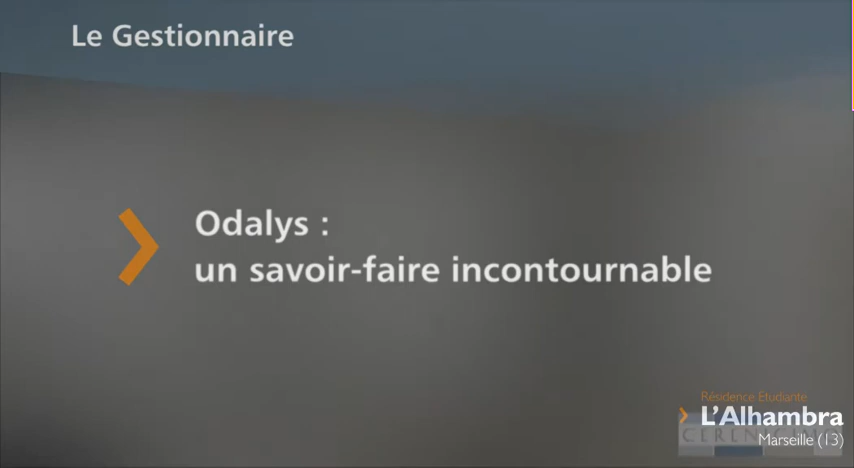 Le Gestionnaire
Odalys :
un savoir-faire incontournable
Résidence Etudiante
L'Alhambra
Marseille (13)